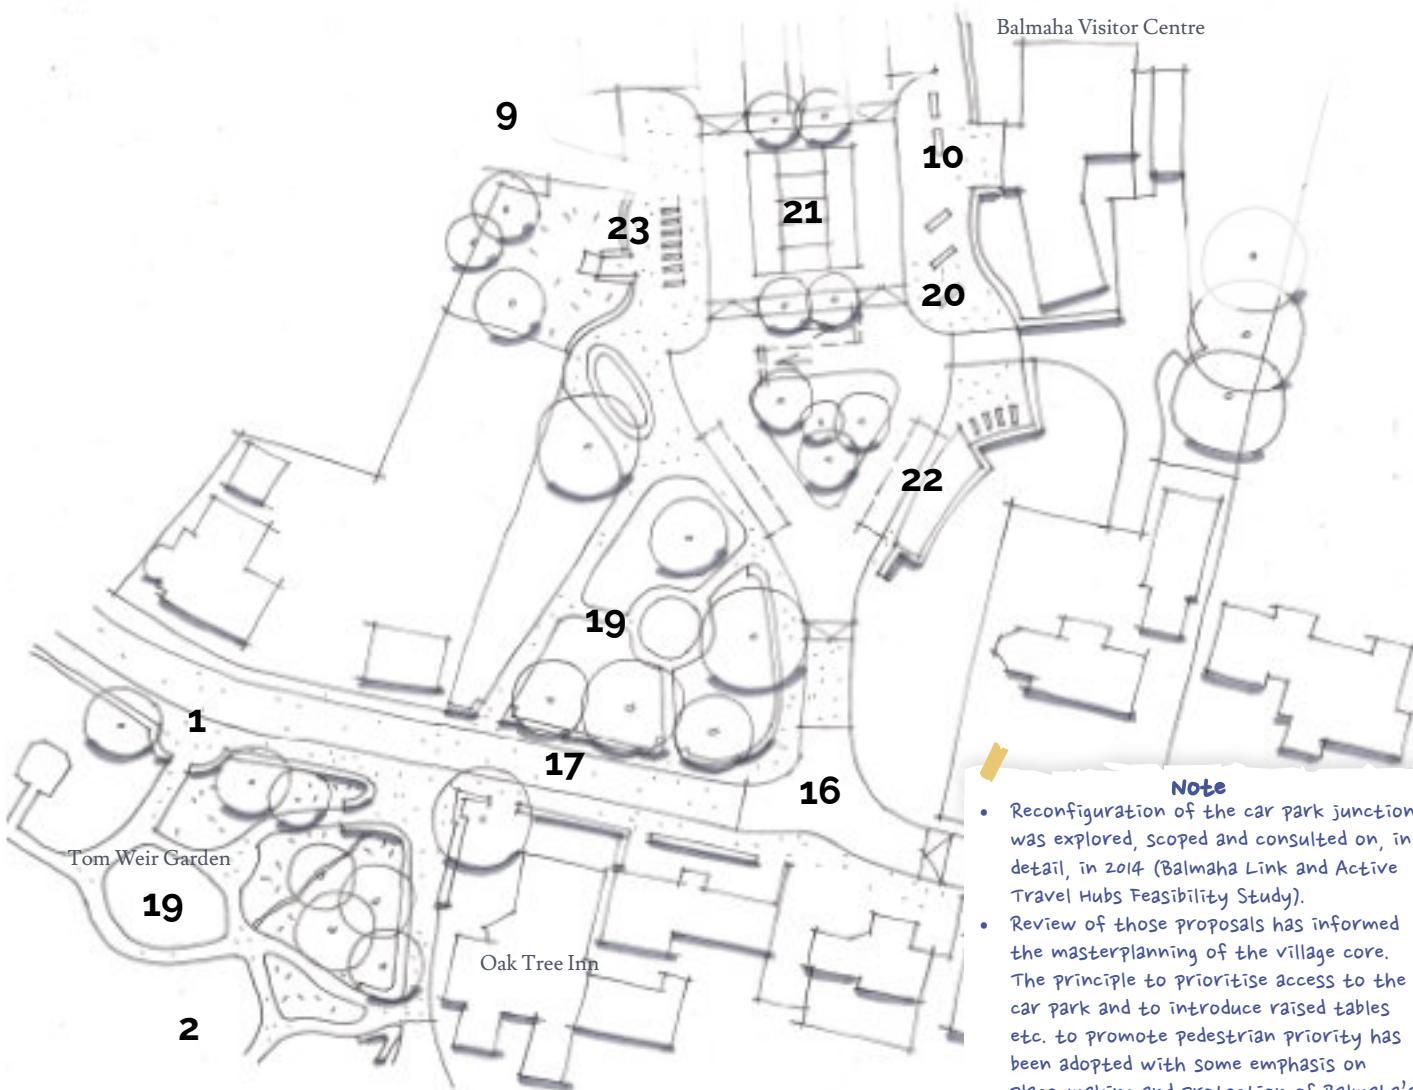 Balmaha Visitor Centre
9
10
21
23
20
22
19
1
17
16
Note
• Reconfiguration of the car park junction
was explored, scoped and consulted on, in
detail, in 2014 (Balmaha Link and Active
Travel Hubs Feasibility Study).
• Review of those proposals has informed
the masterplanning of the village core.
The principle to prioritise access to the
car park and to introduce raised tables
etc. to promote pedestrian priority has
been adopted with some emphasis on
Tom Weir Garden
19
Oak Tree Inn
2